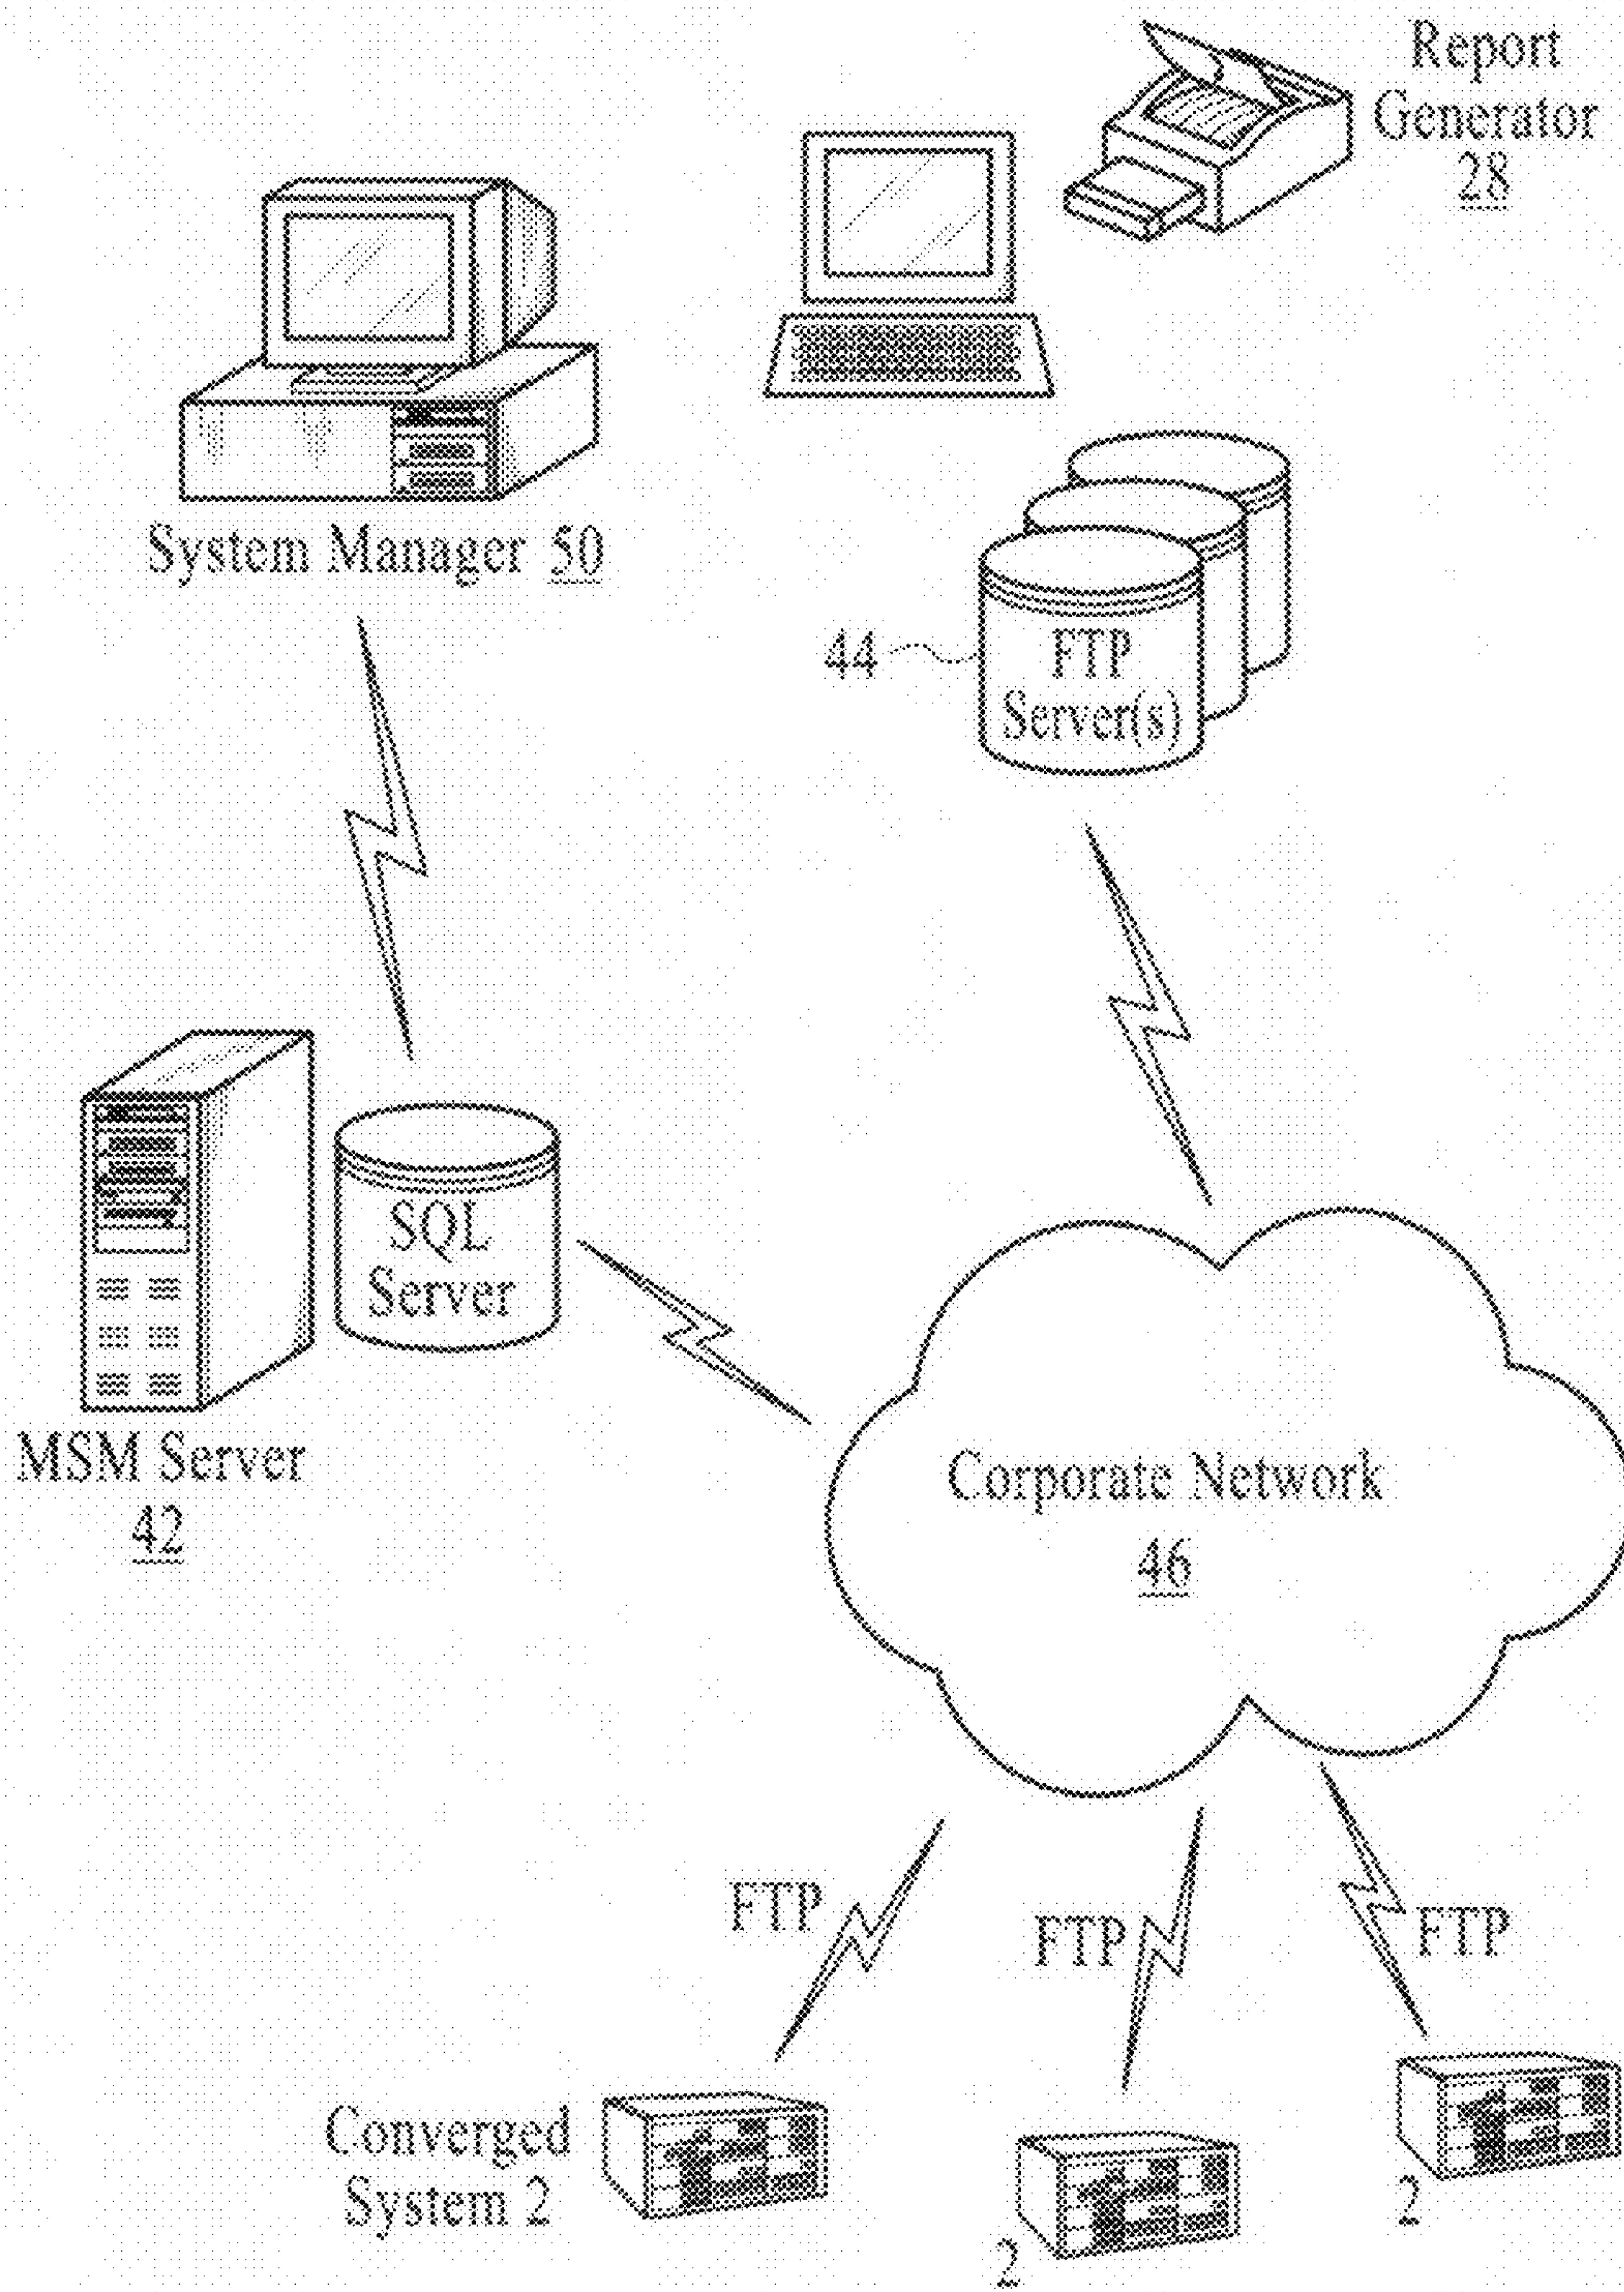 Report
Generator
28
System Manager 50
44
FTP
Server(s)
SQL
Server
MSM Server
42
Corporate Network
46
FTP
FTP
FTP
Converged
System 2
2
2